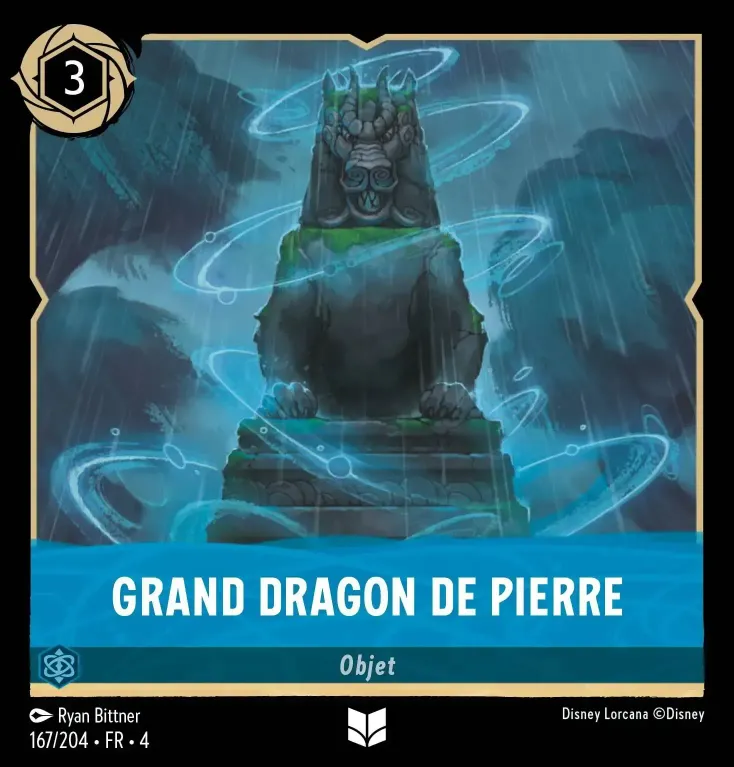 3
GRAND DRAGON DE PIERRE
Objet
Ryan Bittner
Disney Lorcana ©Disney
167/204 • FR • 4